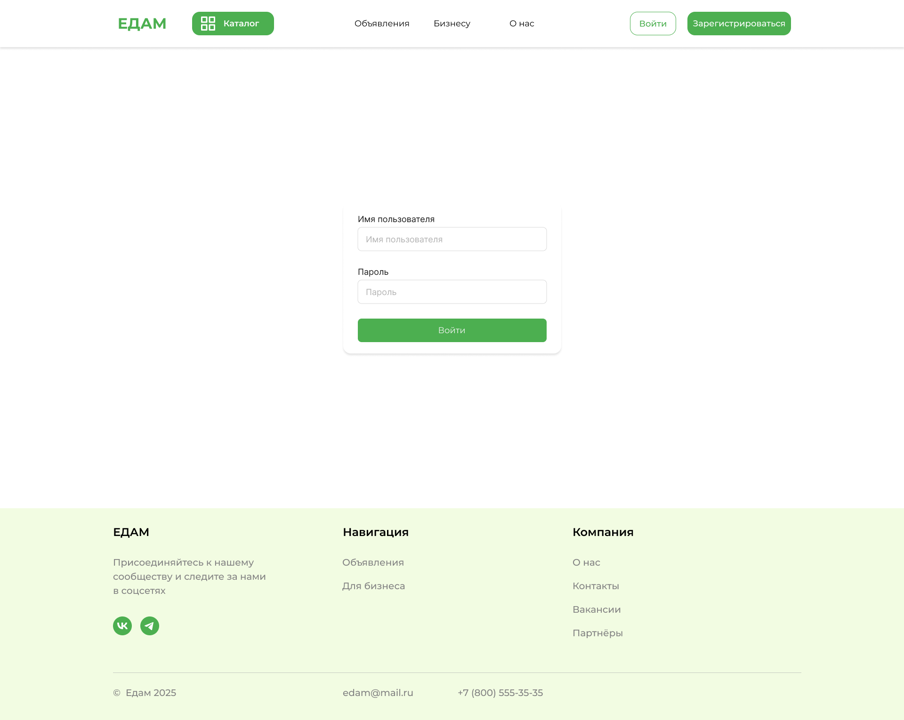 ЕДАМ
Каталог
Объявления
Бизнесу
О нас
Войти
Зарегистрироваться
Имя пользователя
Имя пользователя
Пароль
Пароль
Войти
ЕДАМ
Присоединяйтесь к нашему
сообществу и следите за нами
в соцсетях
Навигация
Объявления
Для бизнеса
Компания
О нас
Контакты
Вакансии
Партнёры
© Едам 2025
edam@mail.ru
+7 (800) 555-35-35